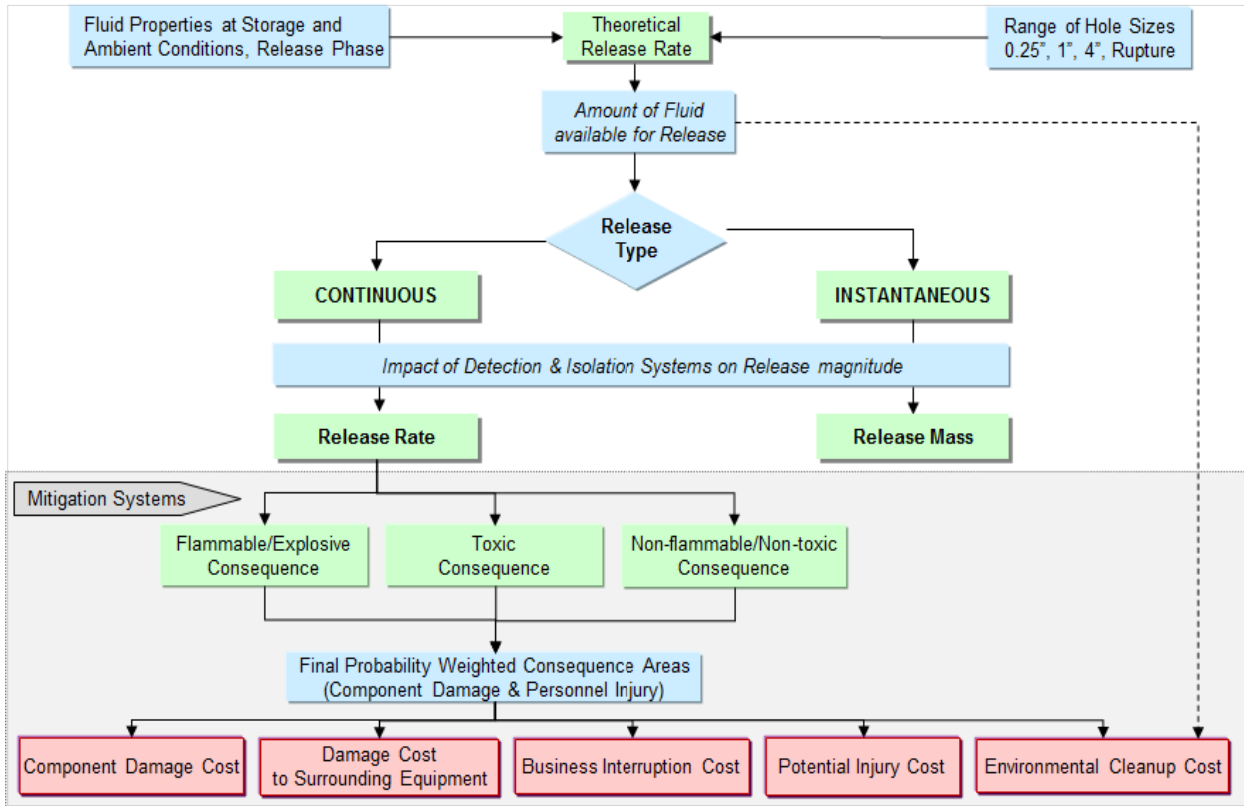 Fluid Properties at Storage and
Ambient Conditions, Release Phase
Theoretical
Release Rate
Range of Hole Sizes
0.25”, 1”, 4”, Rupture
Amount of Fluid
available for Release
Release
Type
CONTINUOUS
INSTANTANEOUS
Impact of Detection & Isolation Systems on Release magnitude
Release Rate
Release Mass
Mitigation Systems
Flammable/Explosive
Consequence
Toxic
Consequence
Non-flammable/Non-toxic
Consequence
Final Probability Weighted Consequence Areas
(Component Damage & Personnel Injury)
Component Damage Cost
Damage Cost
to Surrounding Equipment
Business Interruption Cost
Potential Injury Cost
Environmental Cleanup Cost